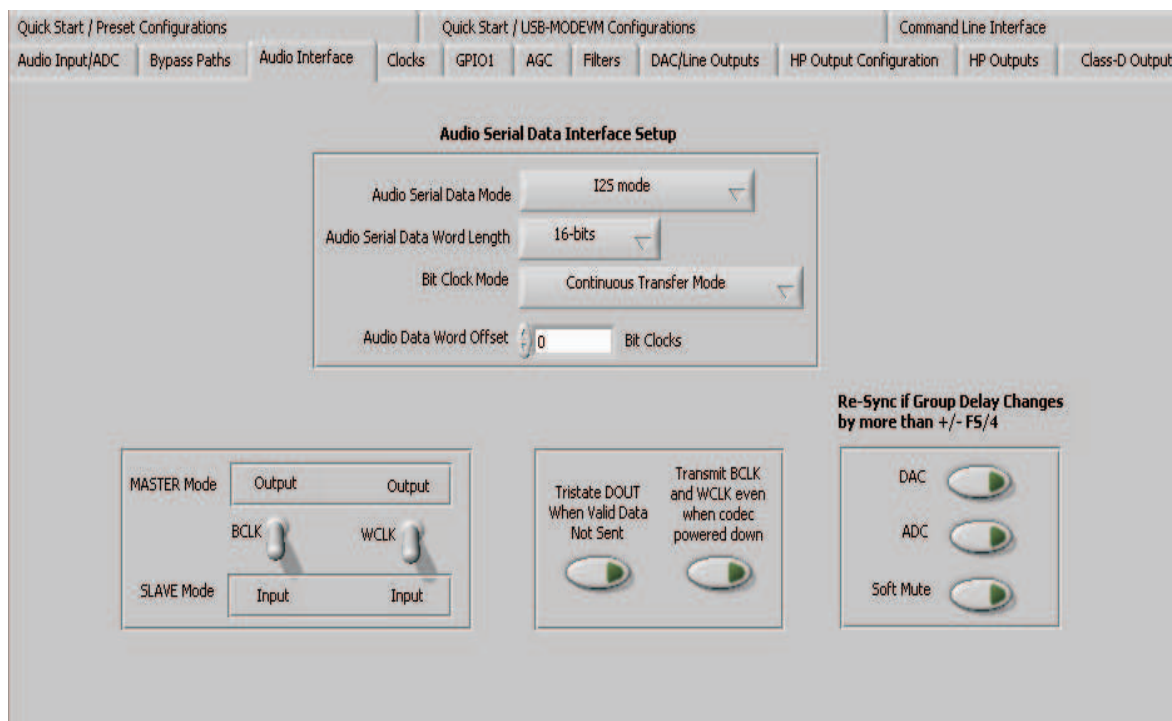 Quick Start / Preset Configurations
Quick Start / USB-MODEVM Configurations
Command Line Interface
Audio Input/ADC
Bypass Paths
Audio Interface
Clocks
GPIO1
AGC
Filters
DAC/Line Outputs
HP Output Configuration
HP Outputs
Class-D Output
Audio Serial Data Interface Setup
Audio Serial Data Mode
I2S mode
Audio Serial Data Word Length
16-bits
Bit Clock Mode
Continuous Transfer Mode
Audio Data Word Offset
0
Bit Clocks
MASTER Mode
Output
Output
BCLK
WCLK
SLAVE Mode
Input
Input
Tristate DOUT
When Valid Data
Not Sent
Transmit BCLK
and WCLK even
when codec
powered down
Re-Sync if Group Delay Changes
by more than +/- FS/4
DAC
ADC
Soft Mute